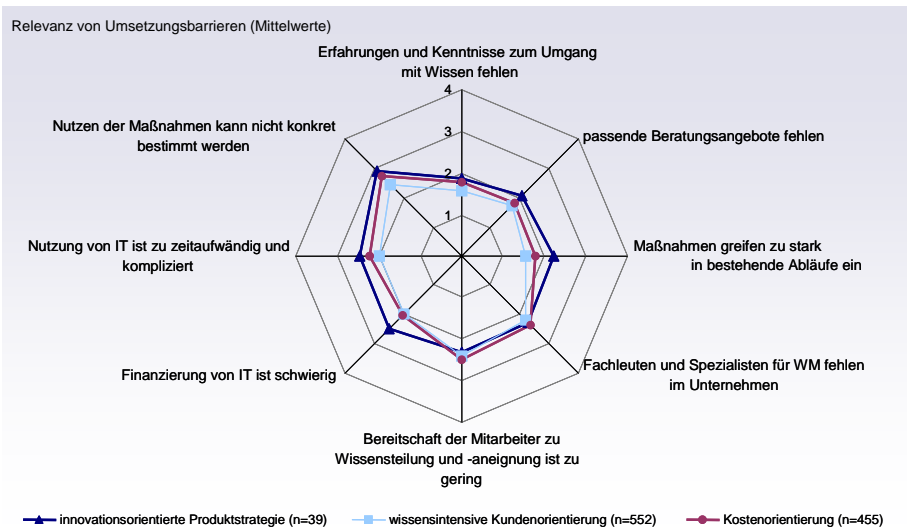 Relevanz von Umsetzungsbarrieren (Mittelwerte)
Erfahrungen und Kenntnisse zum Umgang
mit Wissen fehlen
4
3
2
1
Nutzen der Maßnahmen kann nicht konkret
bestimmt werden
passende Beratungsangebote fehlen
Nutzung von IT ist zu zeitaufwändig und
kompliziert
Maßnahmen greifen zu stark
in bestehende Abläufe ein
Finanzierung von IT ist schwierig
Fachleuten und Spezialisten für WM fehlen
im Unternehmen
Bereitschaft der Mitarbeiter zu
Wissensteilung und -aneignung ist zu
gering
innovationsorientierte Produktstrategie (n=39)
wissensintensive Kundenorientierung (n=552)
Kostenorientierung (n=455)